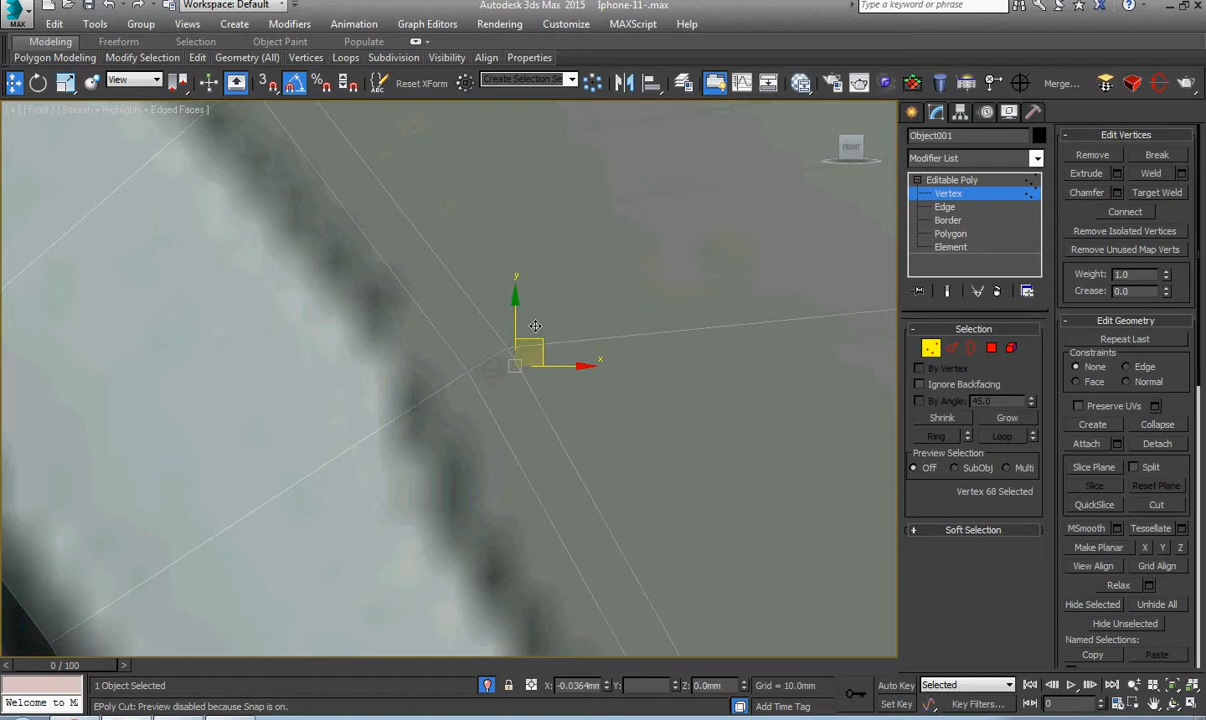 Workspace: Default
Autodesk 3ds Max 2015
Iphone-11-.max
Type a keyword or phrase
MAX
Edit Tools Group Views Create Modifiers Animation Graph Editors Rendering Customize MAXScript Help
Modeling Freeform Selection Object Paint Populate
Polygon Modeling Modify Selection Edit Geometry (All) Vertices Loops Subdivision Visibility Align Properties
View
3
%
ABC
Reset XForm
Create Selection Se
Merge...
[ + ] [ Front ] [ Smooth + Highlights + Edged Faces ]
FRONT
y
x
Object001
Modifier List
Editable Poly
Vertex
Edge
Border
Polygon
Element
Selection
By Vertex
Ignore Backfacing
By Angle: 45.0
Shrink Grow
Ring Loop
Preview Selection
Off SubObj Multi
Vertex 68 Selected
Soft Selection
Edit Vertices
Remove Break
Extrude Weld
Chamfer Target Weld
Connect
Remove Isolated Vertices
Remove Unused Map Verts
Weight: 1.0
Crease: 0.0
Edit Geometry
Repeat Last
Constraints
None Edge
Face Normal
Preserve UVs
Create Collapse
Attach Detach
Slice Plane Split
Slice Reset Plane
QuickSlice Cut
MSmooth Tessellate
Make Planar X Y Z
View Align Grid Align
Relax
Hide Selected Unhide All
Hide Unselected
Named Selections:
Copy Paste
0 / 100
1 Object Selected
X: -0.0364mm Y: Z: 0.0mm
Grid = 10.0mm
Auto Key
Selected
Welcome to MA
EPoly Cut: Preview disabled because Snap is on.
Add Time Tag
Set Key
Key Filters...
0